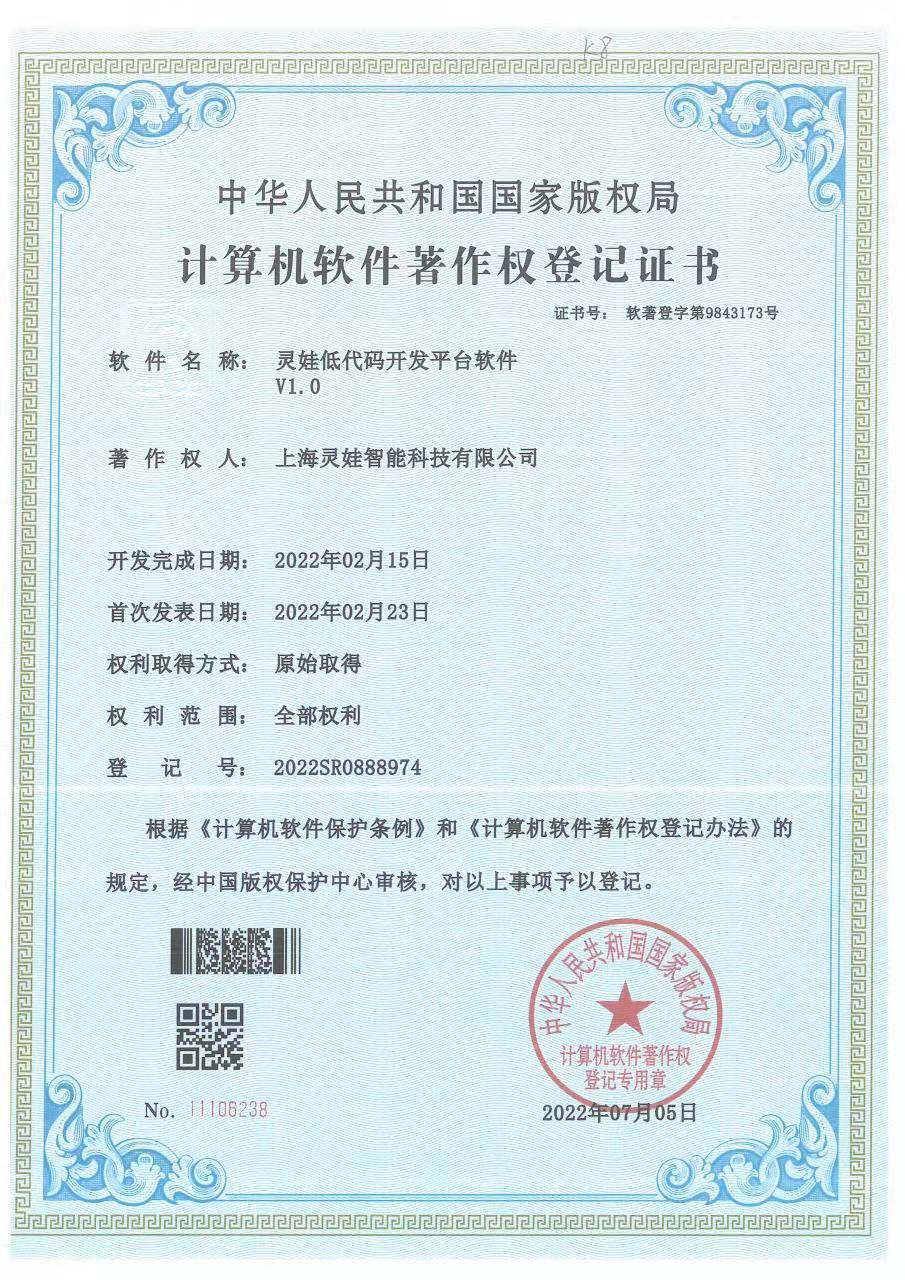 K8
中华人民共和国国家版权局
计算机软件著作权登记证书
证书号： 软著登字第9843173号
软件名称： 灵娃低代码开发平台软件
V1.0
著作权人： 上海灵娃智能科技有限公司
开发完成日期： 2022年02月15日
首次发表日期： 2022年02月23日
权利取得方式： 原始取得
权利范围： 全部权利
登记号： 2022SR0888974
根据《计算机软件保护条例》和《计算机软件著作权登记办法》的
规定，经中国版权保护中心审核，对以上事项予以登记。
中华人民共和国国家版权局
计算机软件著作权
登记专用章
No. 11106238
2022年07月05日